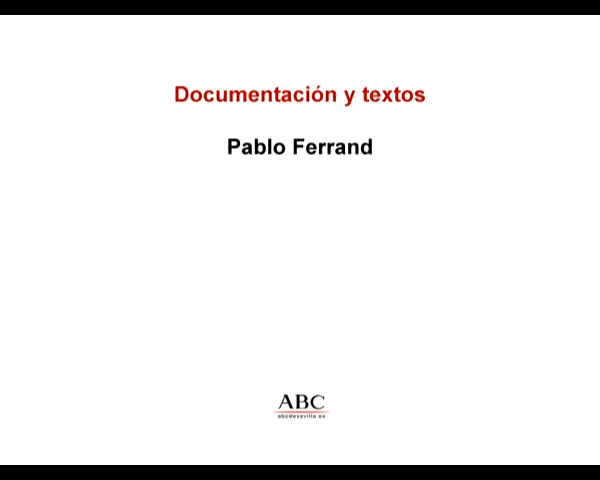 Documentación y textos
Pablo Ferrand
ABC
abcdesevilla.es